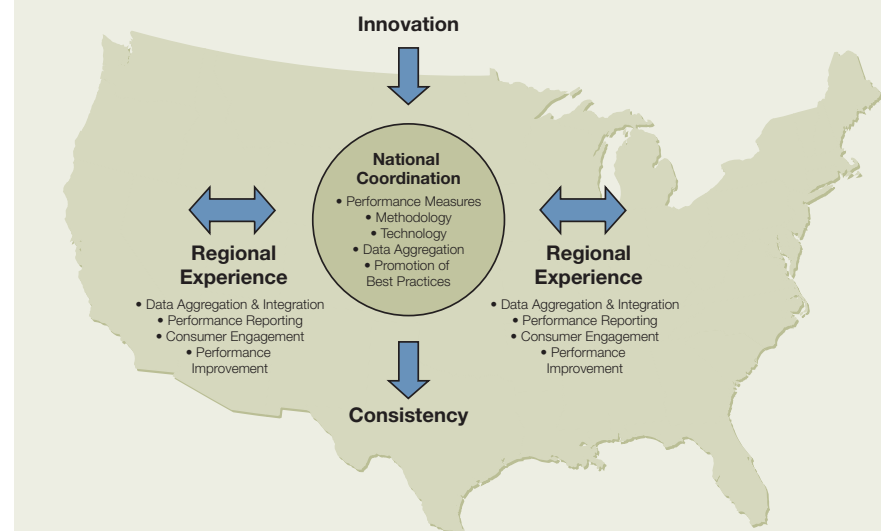 Innovation
National
Coordination
• Performance Measures
• Methodology
• Technology
• Data Aggregation
• Promotion of
Best Practices
Regional
Experience
• Data Aggregation & Integration
• Performance Reporting
• Consumer Engagement
• Performance
Improvement
Regional
Experience
• Data Aggregation & Integration
• Performance Reporting
• Consumer Engagement
• Performance
Improvement
Consistency